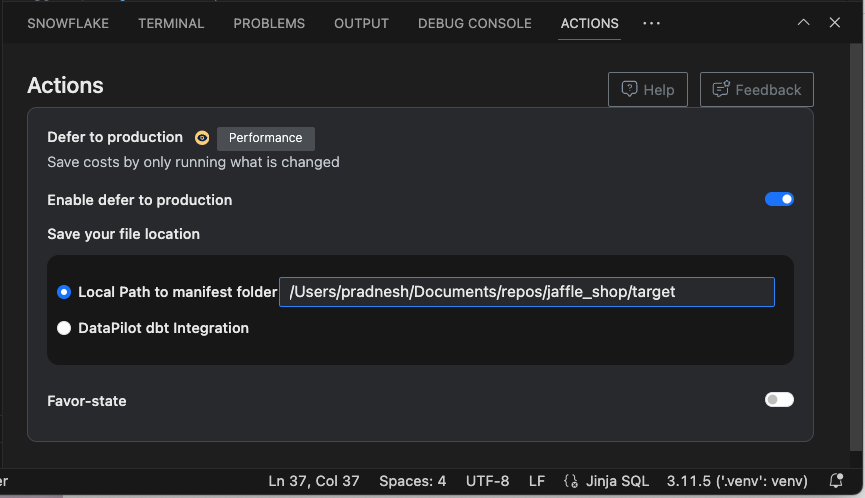 SNOWFLAKE TERMINAL PROBLEMS OUTPUT DEBUG CONSOLE ACTIONS ···
Actions
Help Feedback
Defer to production Performance
Save costs by only running what is changed
Enable defer to production
Save your file location
Local Path to manifest folder /Users/pradnesh/Documents/repos/jaffle_shop/target
DataPilot dbt Integration
Favor-state
Ln 37, Col 37 Spaces: 4 UTF-8 LF Jinja SQL 3.11.5 ('.venv': venv)